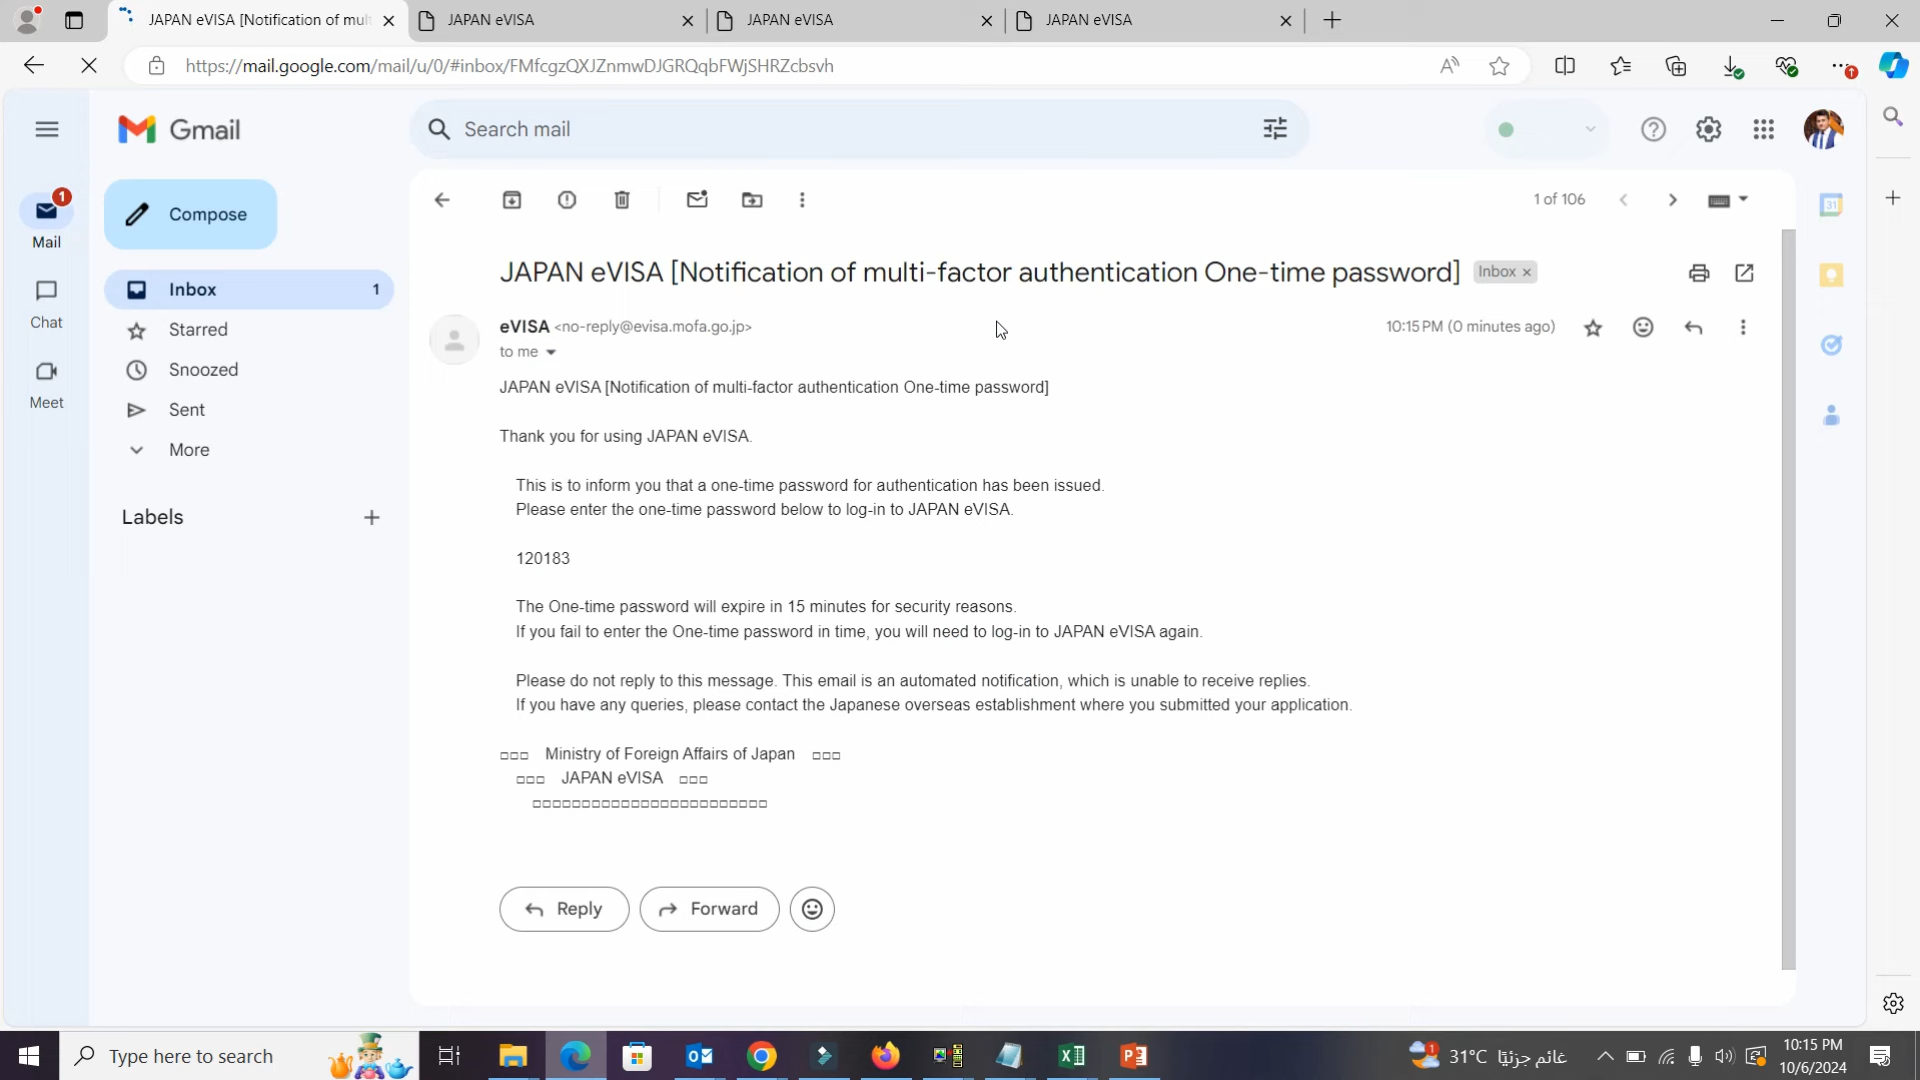 JAPAN eVISA [Notification of mul
JAPAN eVISA
JAPAN eVISA
JAPAN eVISA
https://mail.google.com/mail/u/0/#inbox/FMfcgzQXJZnmwDJGRQqbFWjSHRZcbsvh
Gmail
Search mail
1
Mail
Compose
1 of 106
31
Inbox 1
JAPAN eVISA [Notification of multi-factor authentication One-time password] Inbox ×
Chat
Starred
eVISA <no-reply@evisa.mofa.go.jp>
10:15 PM (0 minutes ago)
to me
Snoozed
Meet
JAPAN eVISA [Notification of multi-factor authentication One-time password]
Sent
Thank you for using JAPAN eVISA.
More
This is to inform you that a one-time password for authentication has been issued.
Please enter the one-time password below to log-in to JAPAN eVISA.
Labels
120183
The One-time password will expire in 15 minutes for security reasons.
If you fail to enter the One-time password in time, you will need to log-in to JAPAN eVISA again.
Please do not reply to this message. This email is an automated notification, which is unable to receive replies.
If you have any queries, please contact the Japanese overseas establishment where you submitted your application.
□□□ Ministry of Foreign Affairs of Japan □□□
□□□ JAPAN eVISA □□□
□□□□□□□□□□□□□□□□□□□□□□□□
Reply
Forward
Type here to search
1
31°C غائم جزئيًا
10:15 PM
10/6/2024